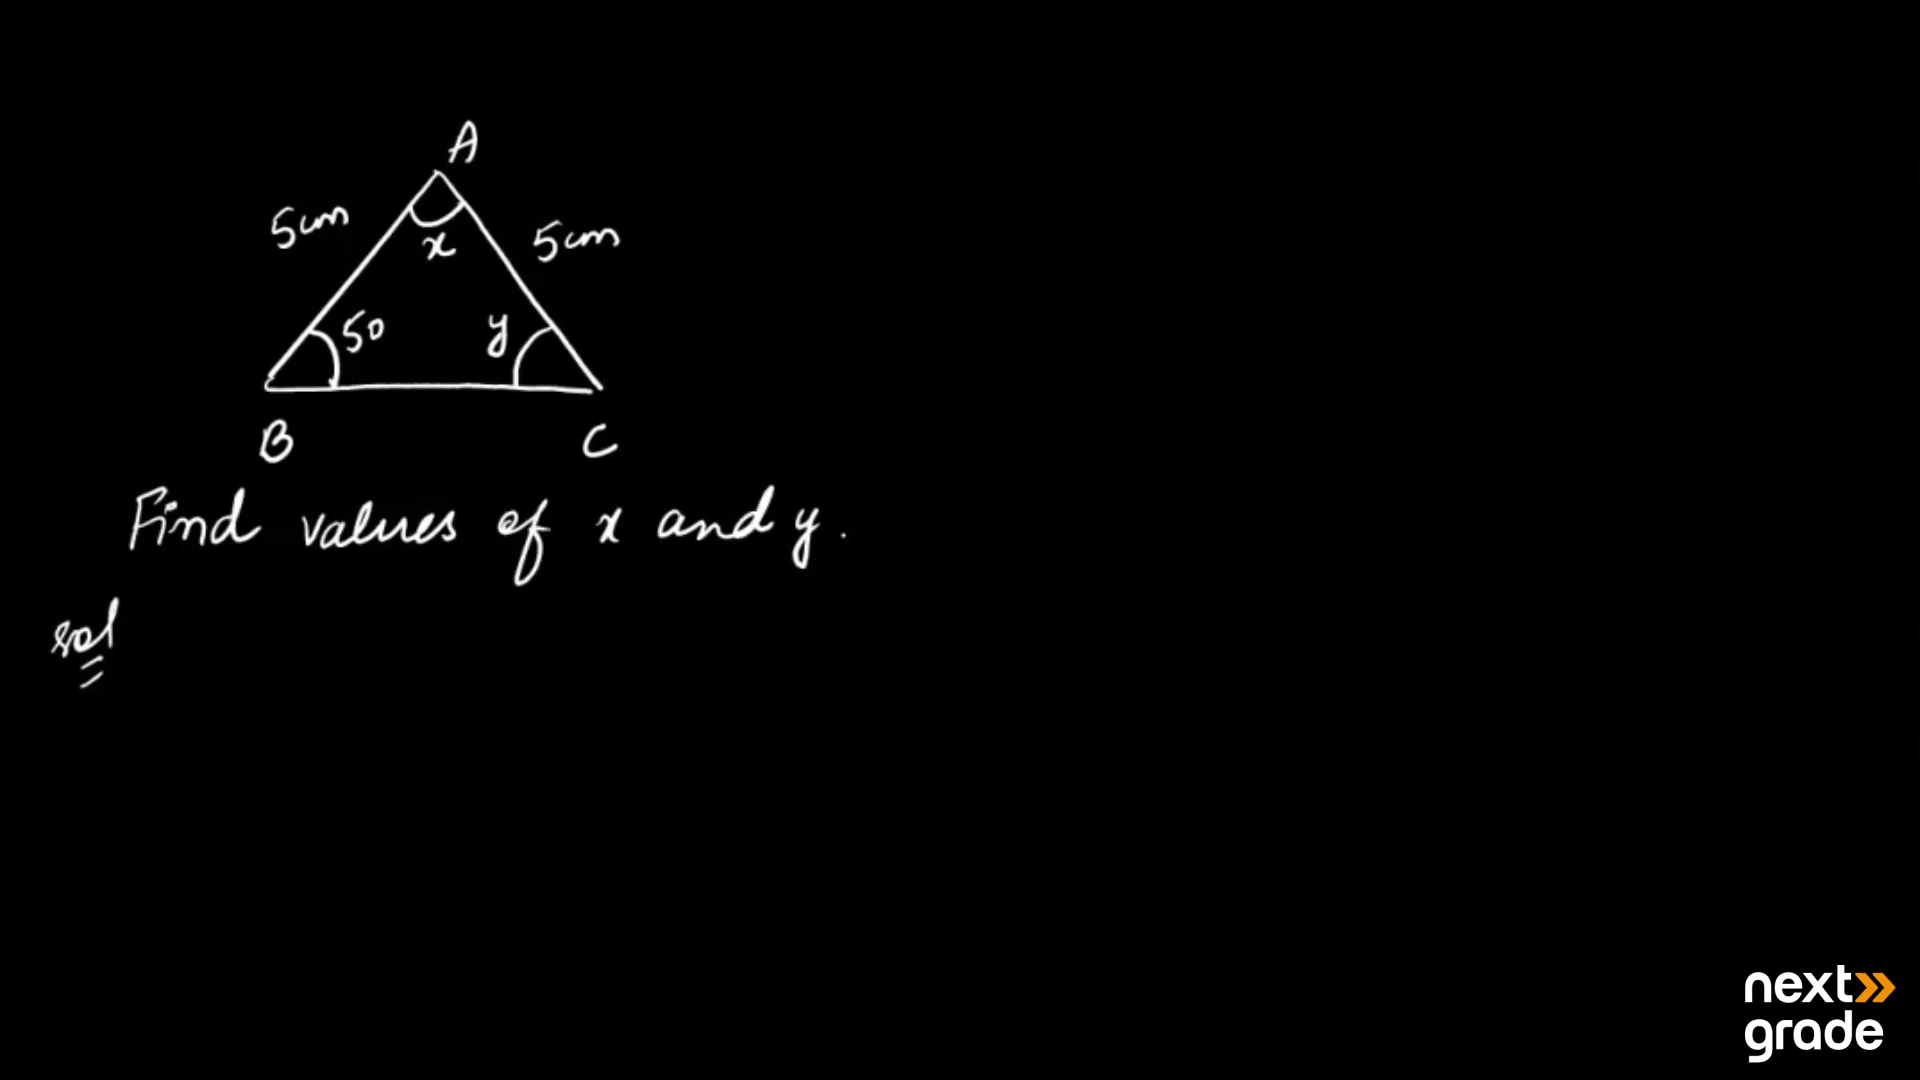 A
5cm
5cm
x
50
y
B
C
Find values of x and y.
sol
next
grade